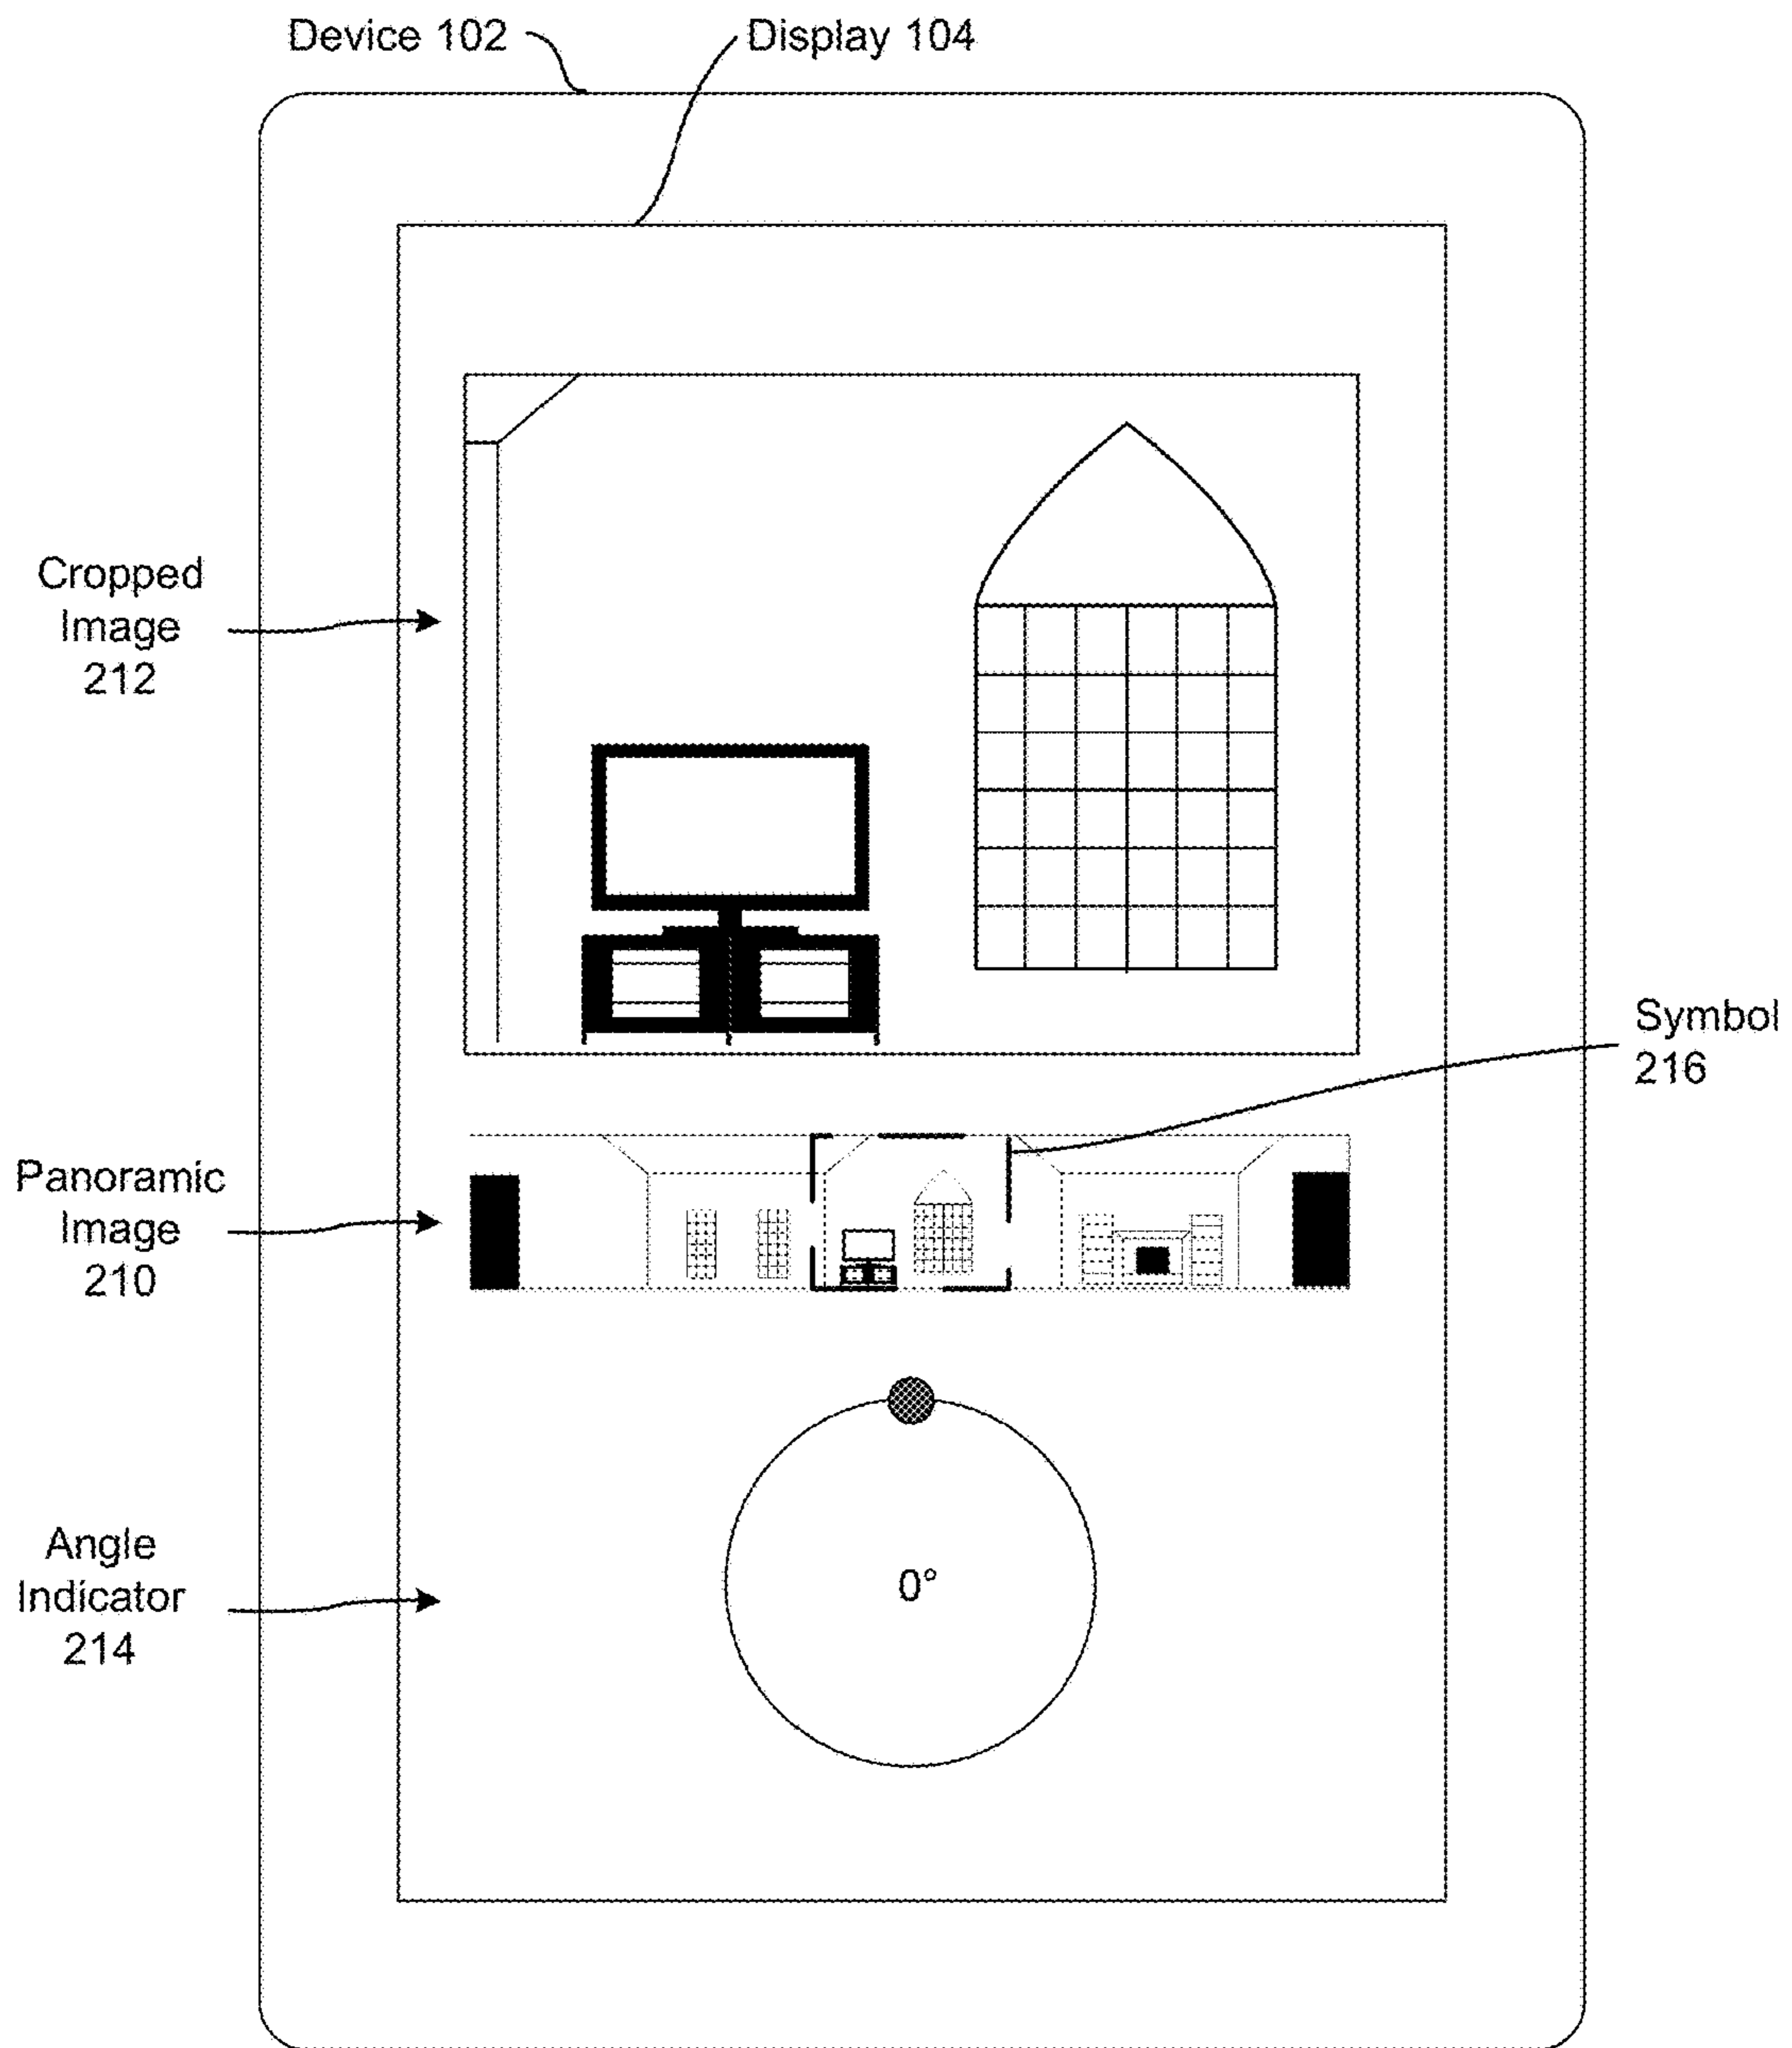 Device 102
Display 104
Cropped
Image
212
Symbol
216
Panoramic
Image
210
Angle
Indicator
214
0°